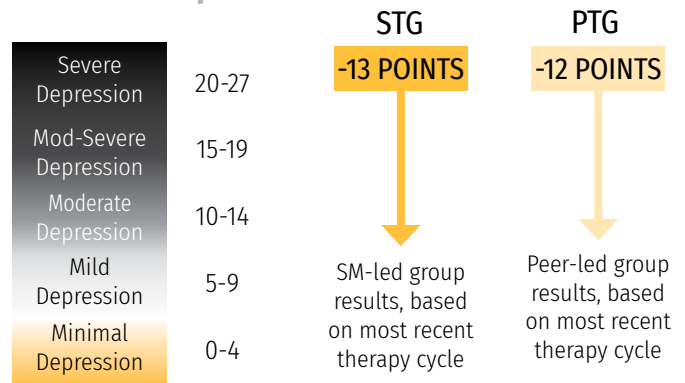 STG
PTG
-13 POINTS
-12 POINTS
Severe
Depression
20-27
Mod-Severe
Depression
15-19
Moderate
Depression
10-14
Mild
Depression
5-9
Minimal
Depression
0-4
SM-led group
results, based
on most recent
therapy cycle
Peer-led group
results, based
on most recent
therapy cycle